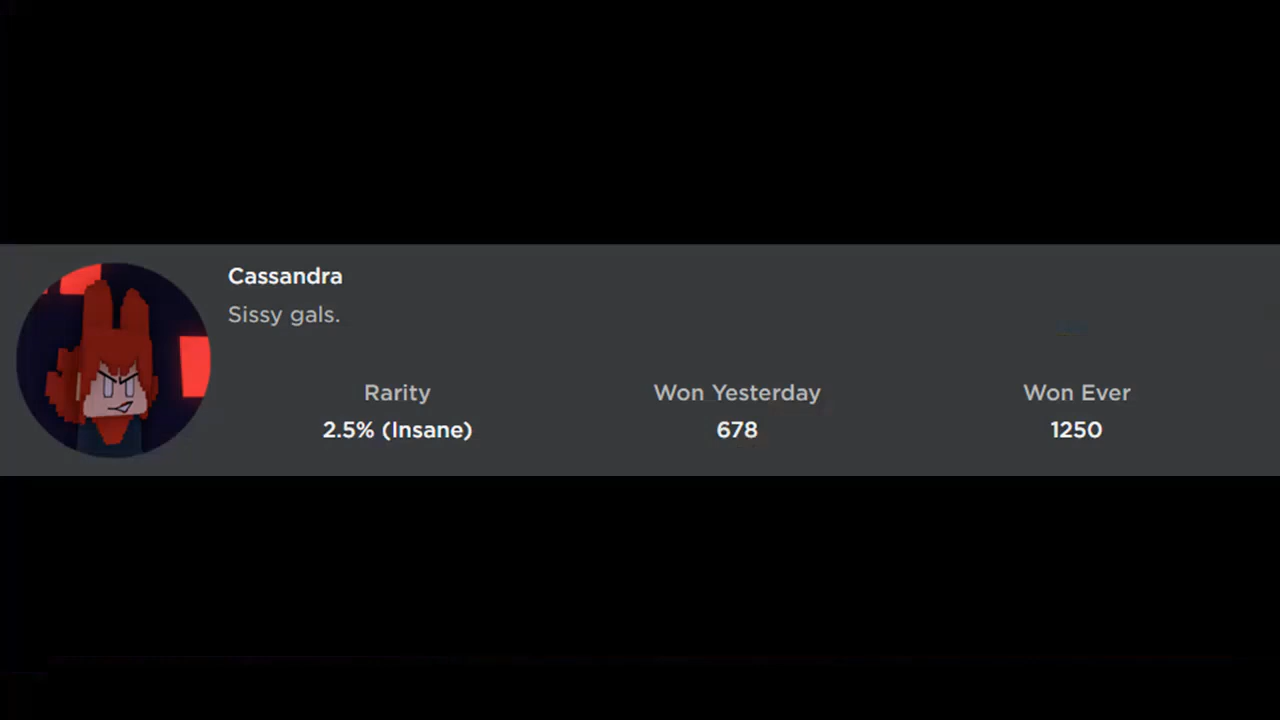 Cassandra
Sissy gals.
Rarity Won Yesterday Won Ever
2.5% (Insane) 678 1250